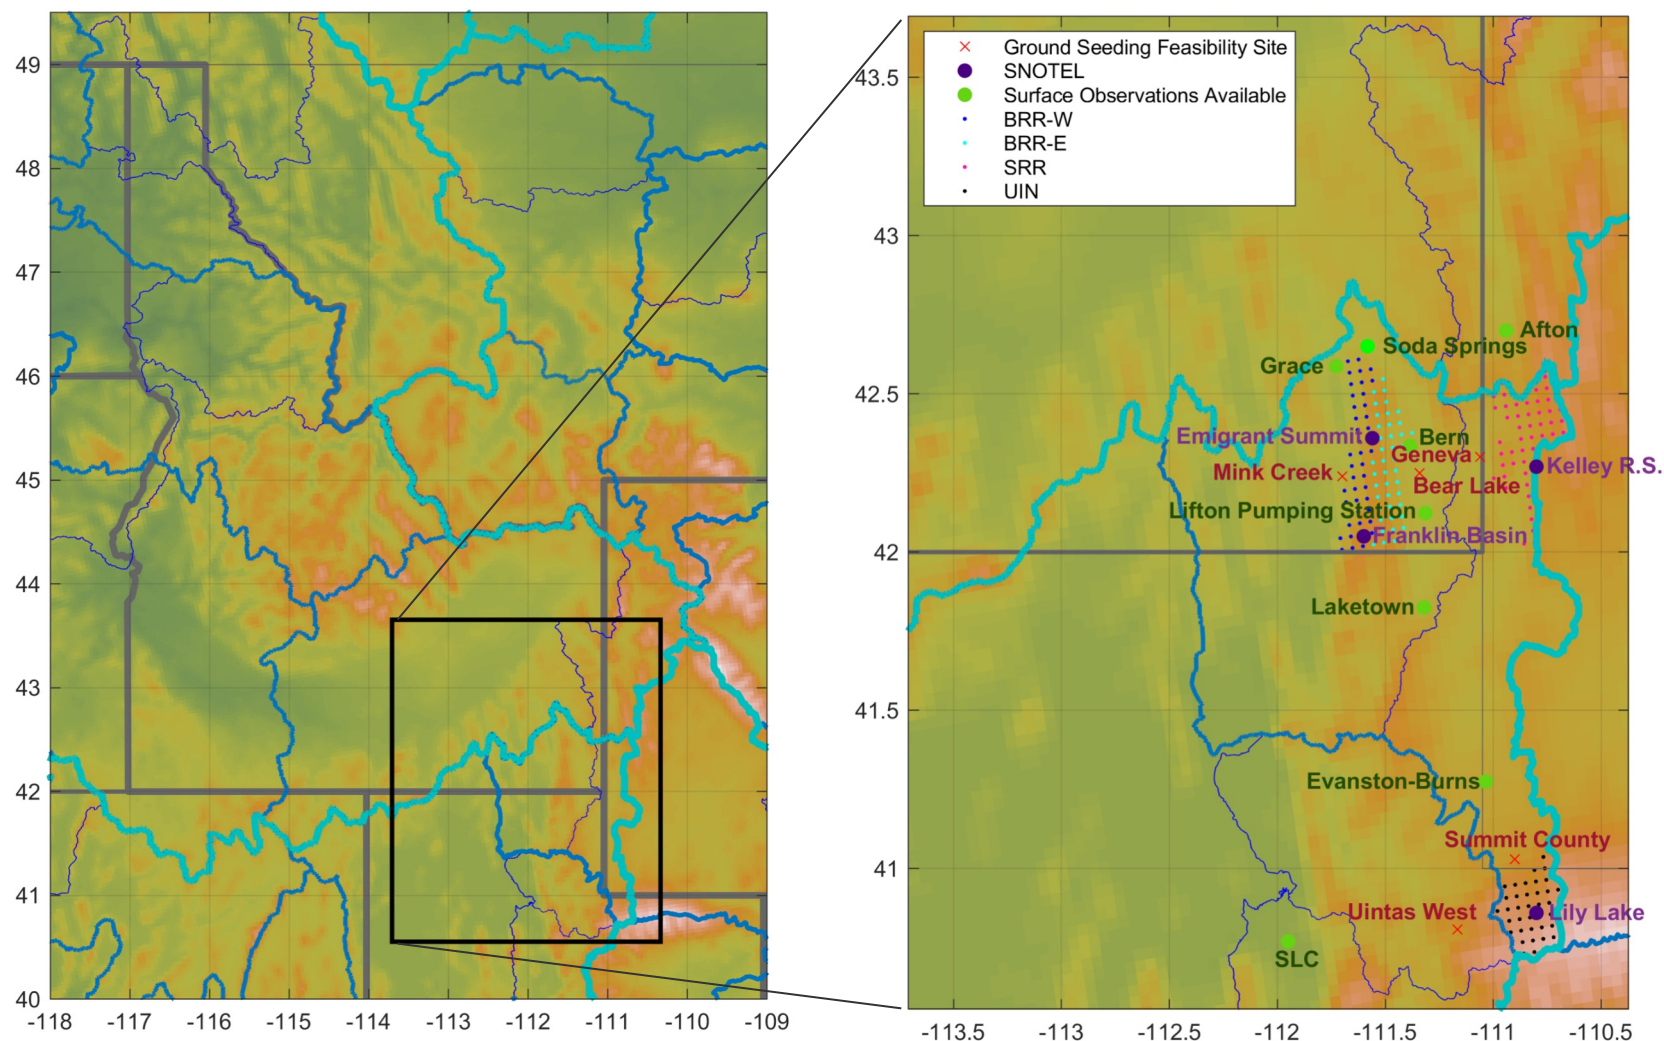 49
48
47
46
45
44
43
42
41
40
-118
-117
-116
-115
-114
-113
-112
-111
-110
-109
Ground Seeding Feasibility Site
SNOTEL
Surface Observations Available
BRR-W
BRR-E
SRR
UIN
43.5
43
42.5
42
41.5
41
Afton
Soda Springs
Grace
Emigrant Summit
Bern
Geneva
Kelley R.S.
Mink Creek
Bear Lake
Lifton Pumping Station
Franklin Basin
Laketown
Evanston-Burns
Summit County
Uintas West
Lily Lake
SLC
-113.5
-113
-112.5
-112
-111.5
-111
-110.5